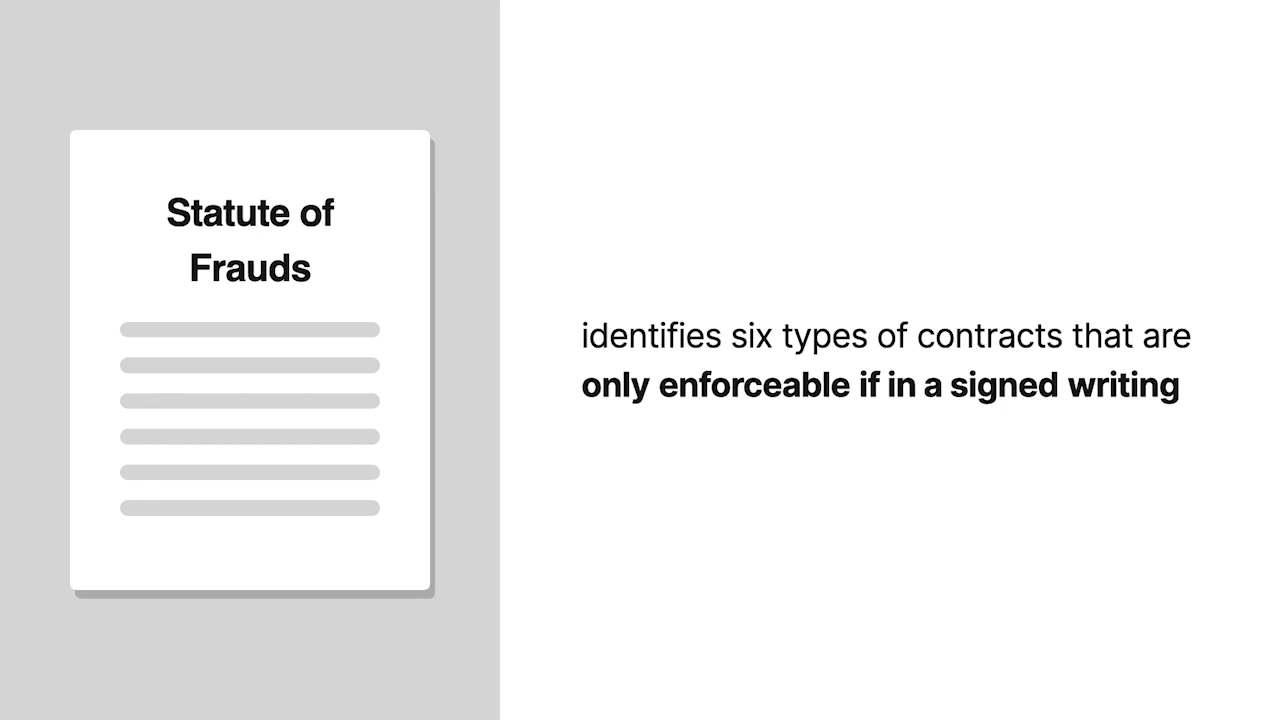 Statute of
Frauds
identifies six types of contracts that are
only enforceable if in a signed writing